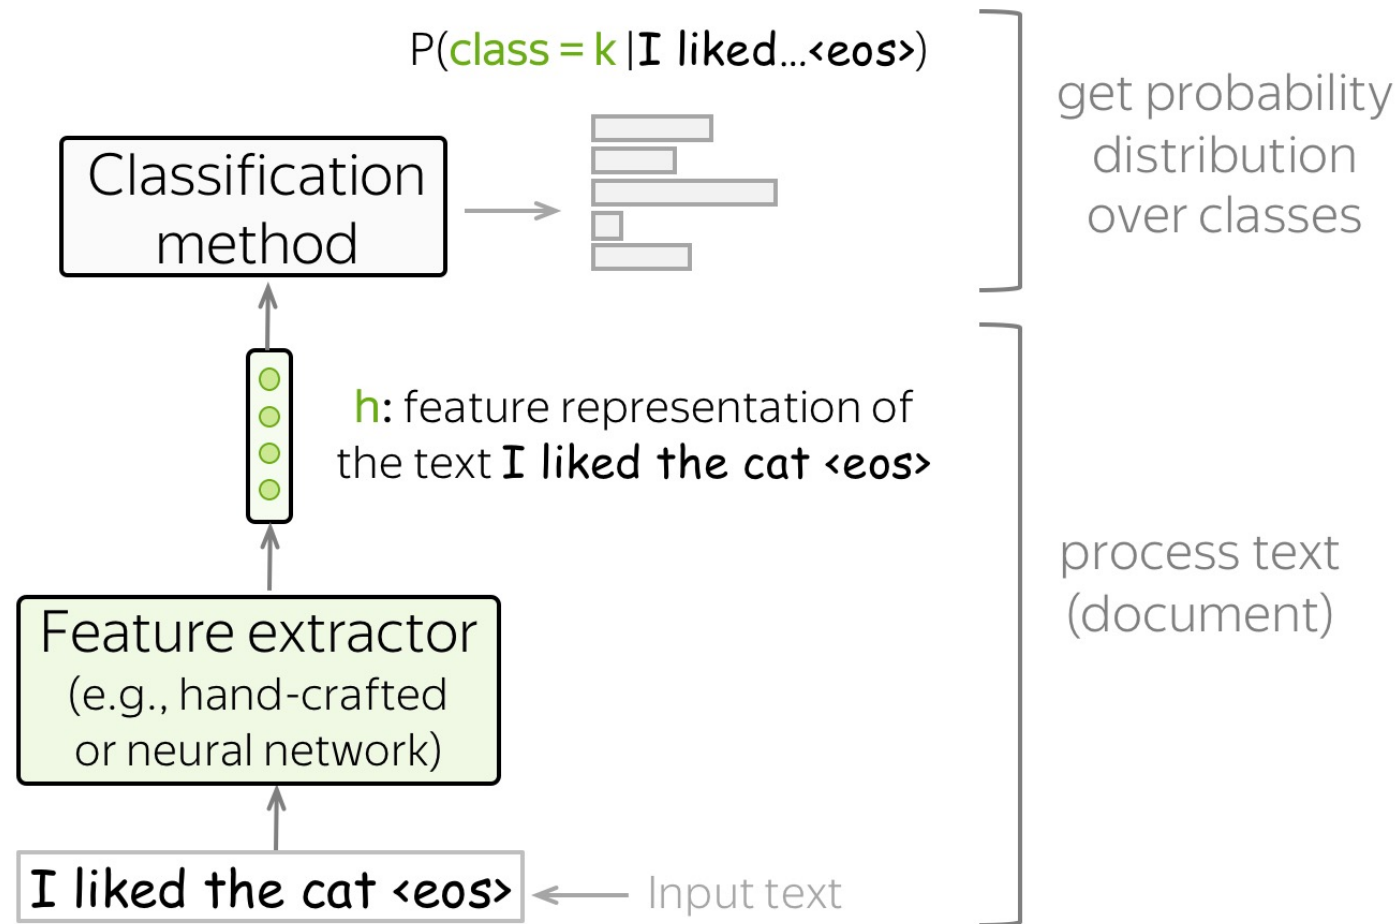 P(class = k |I liked...<eos>)
get probability
distribution
over classes
Classification
method
h: feature representation of
the text I liked the cat <eos>
process text
(document)
Feature extractor
(e.g., hand-crafted
or neural network)
I liked the cat <eos>
Input text